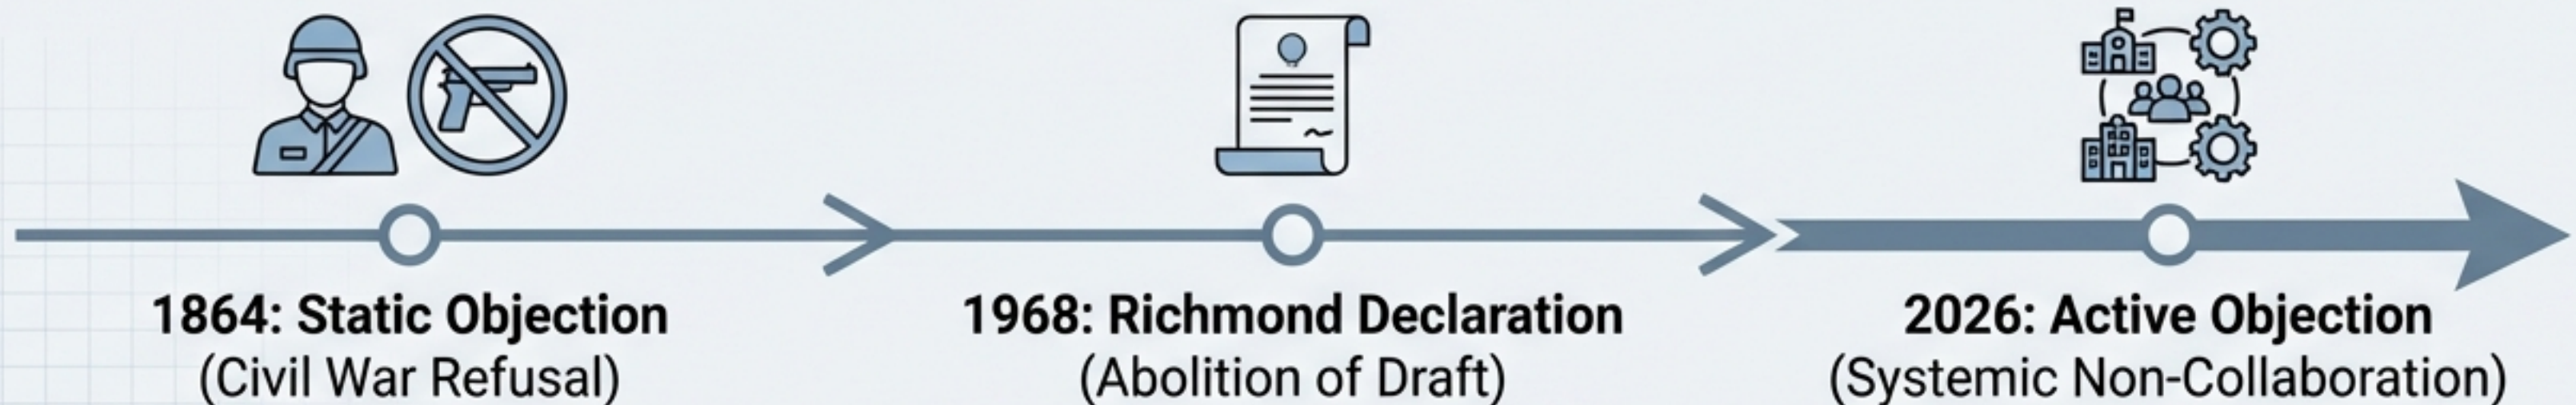 1864: Static Objection
(Civil War Refusal)
1968: Richmond Declaration
(Abolition of Draft)
2026: Active Objection
(Systemic Non-Collaboration)